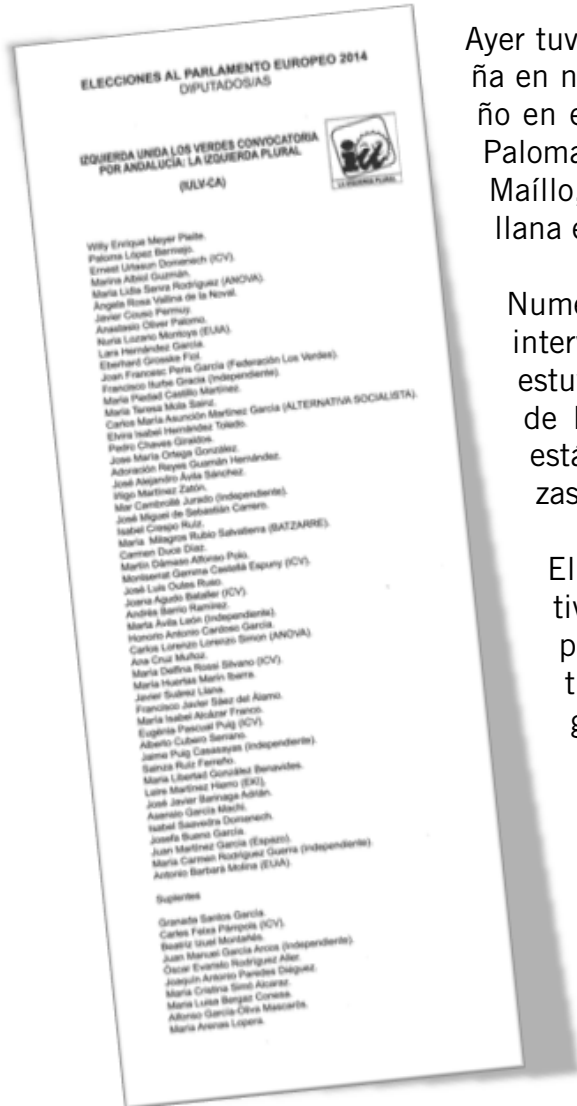 ELECCIONES AL PARLAMENTO EUROPEO 2014
DIPUTADOS/AS
IZQUIERDA UNIDA LOS VERDES CONVOCATORIA
POR ANDALUCÍA: LA IZQUIERDA PLURAL
(IULV-CA)
iu
LA IZQUIERDA PLURAL
Willy Enrique Meyer Pleite.
Paloma López Bermejo.
Ernest Urtasun Domenech (ICV).
Marina Albiol Guzmán.
Maria Lidia Senra Rodríguez (ANOVA).
Ángela Rosa Vallina de la Noval.
Javier Couso Permuy.
Anastasio Oliver Palomo.
Nuria Lozano Montoya (EUIA).
Lara Hernández García.
Eberhard Grosske Fiol.
Joan Francesc Peris García (Federación Los Verdes).
Francisco Iturbe Gracia (Independiente).
María Piedad Castillo Martínez.
María Teresa Mola Sainz.
Carlos María Asunción Martínez García (ALTERNATIVA SOCIALISTA).
Elvira Isabel Hernández Toledo.
Pedro Chaves Giraldos.
Jose María Ortega González.
Adoración Reyes Guamán Hernández.
José Alejandro Ávila Sánchez.
Iñigo Martínez Zatón.
Mar Cambrollé Jurado (Independiente).
José Miguel de Sebastián Carrero.
Isabel Crespo Ruiz.
María Milagros Rubio Salvatierra (BATZARRE).
Carmen Duce Díaz.
Martín Dámaso Alfonso Polo.
Montserrat Gemma Castellá Espuny (ICV).
José Luis Ruso.
Joana Agudo Bataller (ICV).
Andrés Barrio Ramírez.
Marta Ávila León (Independiente).
Honorio Antonio Cardoso García.
Carlos Lorenzo Lorenzo Simon (ANOVA).
Ana Cruz Muñoz.
María Delfina Rossi Silvano (ICV).
María Huertas Marin Ibarra.
Javier Suárez Llana.
Francisco Javier Sáez del Álamo.
María Isabel Alcázar Franco.
Eugènia Pascual Puig (ICV).
Alberto Cubero Serrano.
Jaime Puig Casasayas (Independiente).
Sainza Ruiz Ferreño.
Maria Libertad González Benavides.
Laire Martínez Hierro (EKI),
José Javier Barinaga Adrián.
Asensio García Machi.
Isabel Saavedra Domenech.
Josefa Bueno García.
Juan Martínez García (Espazo).
María Carmen Rodríguez Guerra (Independiente).
Antonio Barbará Molina (EUIA).
Suplentes
Granada Santos García.
Carles Feixa Pàmpols (ICV).
Beatriz Izuel Montañés.
Juan Manuel García Arcos (Independiente).
Óscar Evaristo Rodríguez Aller.
Joaquín Antonio Paredes Diéguez.
María Cristina Simó Alcaraz.
Maria Luisa Bergaz Conesa.
Alfonso García-Oliva Mascarós.
María Arenas Lopera.
Ayer tuv
ña en n
ño en e
Paloma
Maíllo,
llana e
Nume
inter
estu
de l
está
zas
El
tiv
p
t
g